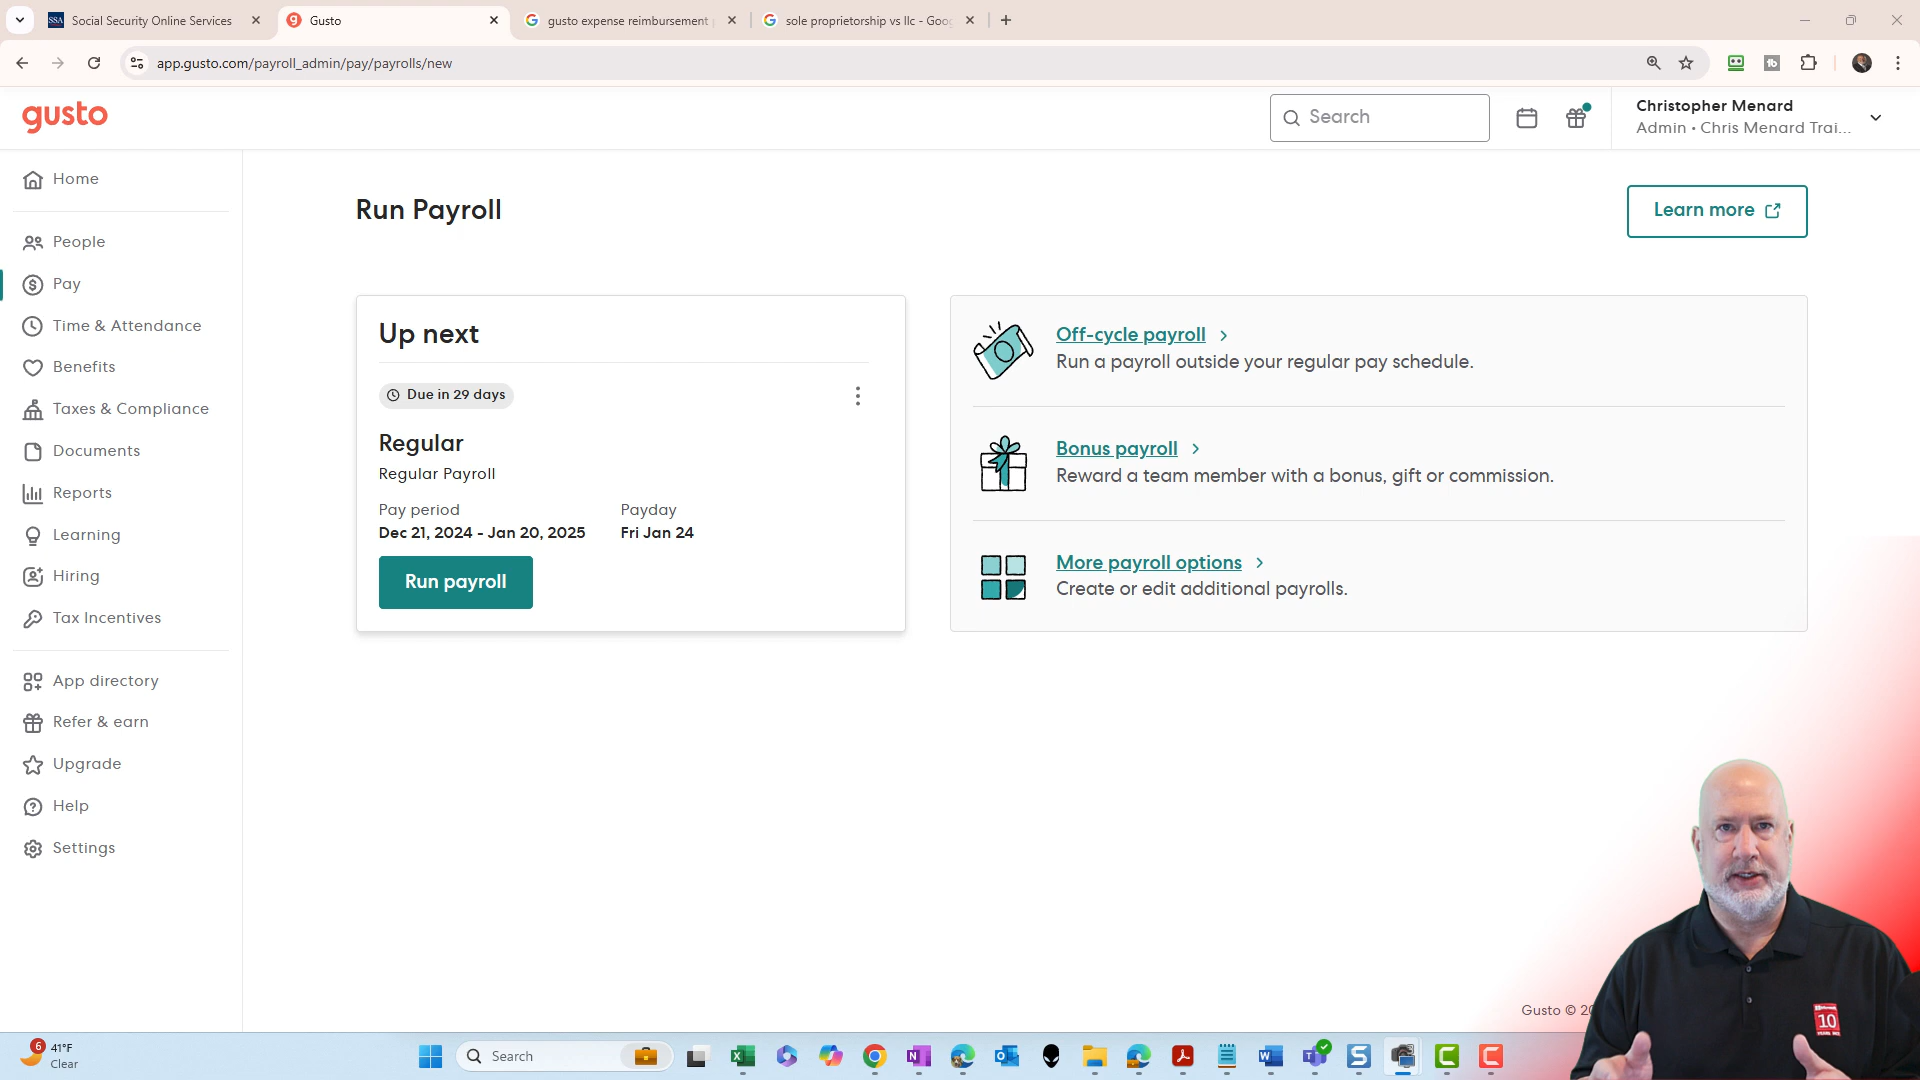 Social Security Online Services
Gusto
gusto expense reimbursement
sole proprietorship vs llc - Goo
app.gusto.com/payroll_admin/pay/payrolls/new
gusto
Search
Christopher Menard
Admin • Chris Menard Trai...
Home
People
Pay
Time & Attendance
Benefits
Taxes & Compliance
Documents
Reports
Learning
Hiring
Tax Incentives
App directory
Refer & earn
Upgrade
Help
Settings
Run Payroll
Learn more
Up next
Due in 29 days
Regular
Regular Payroll
Pay period
Payday
Dec 21, 2024 - Jan 20, 2025
Fri Jan 24
Run payroll
Off-cycle payroll
Run a payroll outside your regular pay schedule.
Bonus payroll
Reward a team member with a bonus, gift or commission.
More payroll options
Create or edit additional payrolls.
Gusto © 20
10
6
41°F
Clear
Search